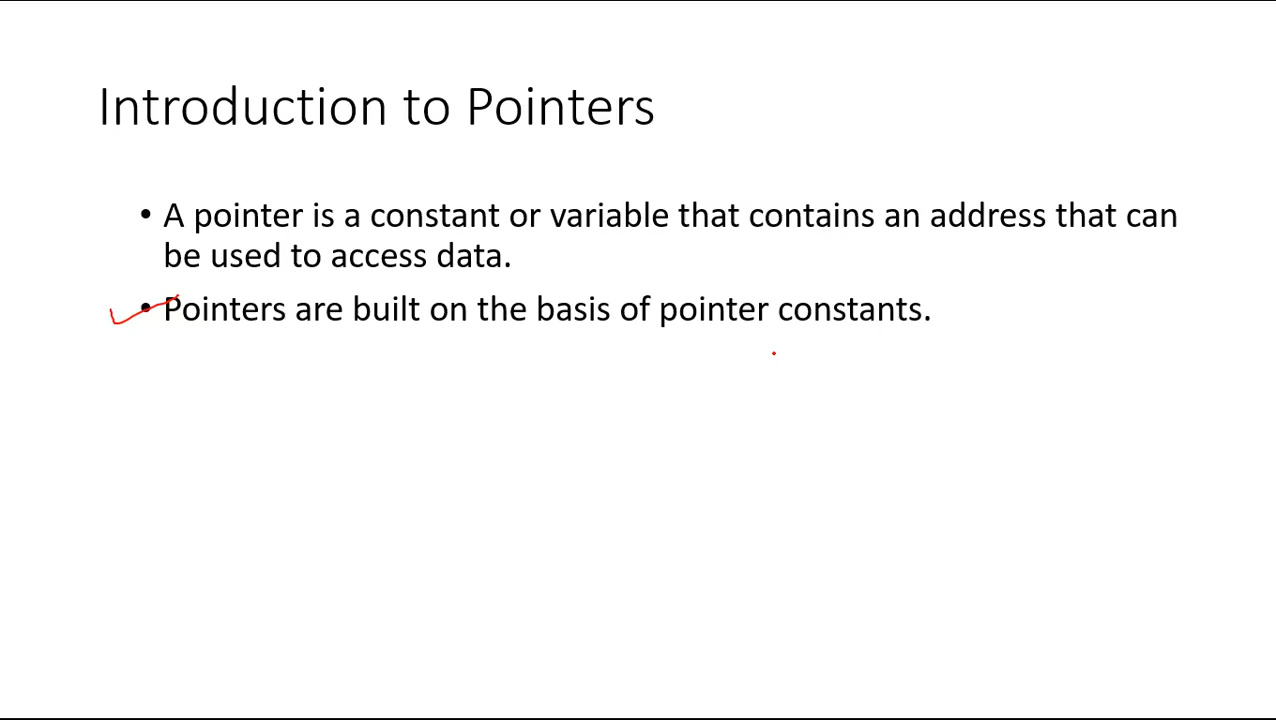 Introduction to Pointers
• A pointer is a constant or variable that contains an address that can
be used to access data.
• Pointers are built on the basis of pointer constants.